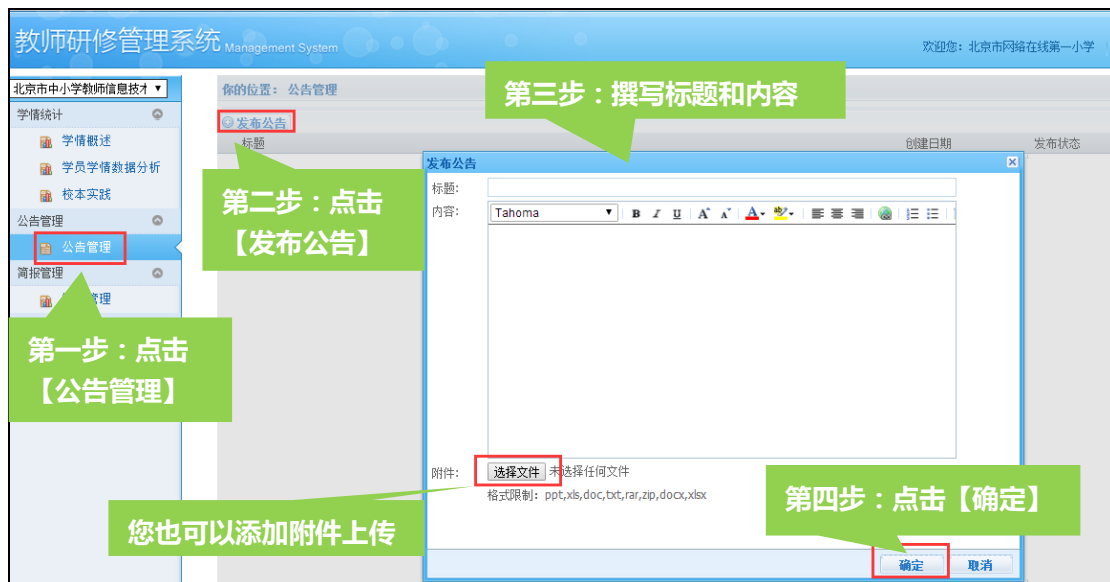 教师研修管理系统 Management System
欢迎您：北京市网络在线第一小学
北京市中小学教师信息技才
你的位置： 公告管理
第三步：撰写标题和内容
学情统计
发布公告
学情概述
标题
创建日期
发布状态
学员学情数据分析
校本实践
第二步：点击
【发布公告】
公告管理
公告管理
简报管理
管理
第一步：点击
【公告管理】
发布公告
标题:
内容:
Tahoma
B I U A A A ab
附件:
选择文件 未选择任何文件
格式限制：ppt,xls,doc,txt,rar,zip,docx,xlsx
您也可以添加附件上传
第四步：点击【确定】
确定
取消